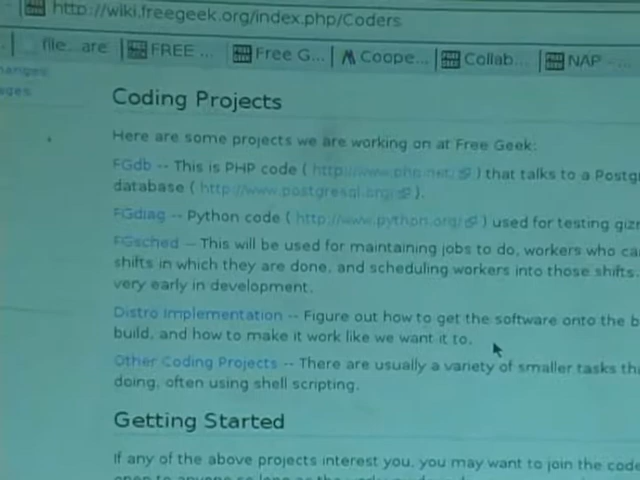 http://wiki.freegeek.org/index.php/Coders
file...are FREE ... Free G... Coope... Collab... NAP -
anges
ages
Coding Projects
Here are some projects we are working on at Free Geek:
FGdb -- This is PHP code ( http://www.php.net/ ) that talks to a Postg
database ( http://www.postgresql.org/ ).
FGdiag -- Python code ( http://www.python.org/ ) used for testing giz
FGsched -- This will be used for maintaining jobs to do, workers who ca
shifts in which they are done, and scheduling workers into those shifts.
very early in development.
Distro Implementation -- Figure out how to get the software onto the b
build, and how to make it work like we want it to.
Other Coding Projects -- There are usually a variety of smaller tasks th
doing, often using shell scripting.
Getting Started
If any of the above projects interest you, you may want to join the code